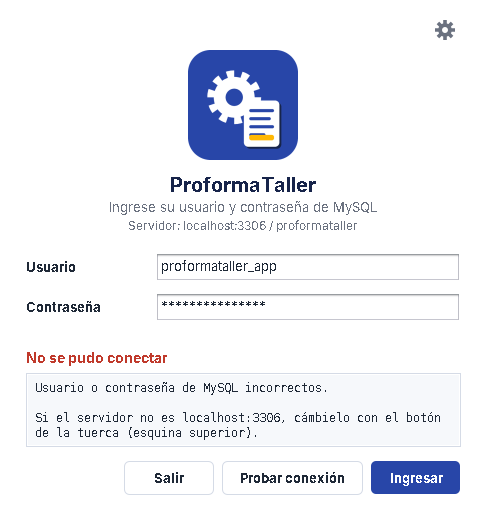 ProformaTaller
Ingrese su usuario y contraseña de MySQL
Servidor: localhost:3306 / proformataller
Usuario
proformataller_app
Contraseña
***************
No se pudo conectar
Usuario o contraseña de MySQL incorrectos.
Si el servidor no es localhost:3306, cámbielo con el botón
de la tuerca (esquina superior).
Salir
Probar conexión
Ingresar